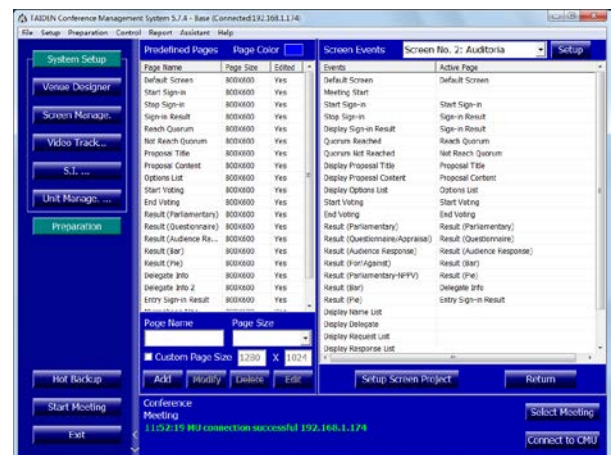 TAIDEN Conference Management System 5.7.4 - Base (Connected:192.168.1.174)
File Setup Preparation Control Report Assistant Help
System Setup
Venue Designer
Screen Manage.
Video Track...
S.I. ...
Unit Manage. ...
Preparation
Hot Backup
Start Meeting
Exit
Predefined Pages Page Color
Page Name Page Size Edited
Default Screen 800X600 Yes
Start Sign-in 800X600 Yes
Stop Sign-in 800X600 Yes
Sign-in Result 800X600 Yes
Reach Quorum 800X600 Yes
Not Reach Quorum 800X600 Yes
Proposal Title 800X600 Yes
Proposal Content 800X600 Yes
Options List 800X600 Yes
Start Voting 800X600 Yes
End Voting 800X600 Yes
Result (Parliamentary) 800X600 Yes
Result (Questionnaire) 800X600 Yes
Result (Audience Re... 800X600 Yes
Result (Bar) 800X600 Yes
Result (Pie) 800X600 Yes
Delegate Info 800X600 Yes
Delegate Info 2 800X600 Yes
Entry Sign-in Result 800X600 Yes
Page Name Page Size
Custom Page Size 1280 X 1024
Add Modify Delete Edit
Screen Events Screen No. 2: Auditoria Setup
Events Active Page
Default Screen Default Screen
Meeting Start
Start Sign-in Start Sign-in
Stop Sign-in Stop Sign-in
Display Sign-in Result Sign-in Result
Quorum Reached Reach Quorum
Quorum Not Reached Not Reach Quorum
Display Proposal Title Proposal Title
Display Proposal Content Proposal Content
Display Options List Options List
Start Voting Start Voting
End Voting End Voting
Result (Parliamentary) Result (Parliamentary)
Result (Questionnaire/Appraisal) Result (Questionnaire)
Result (Audience Response) Result (Audience Response)
Result (For/Against) Result (Bar)
Result (Parliamentary-NPPV) Result (Pie)
Result (Bar) Delegate Info
Result (Pie) Entry Sign-in Result
Display Name List
Display Delegate
Display Request List
Display Response List
Setup Screen Project Return
Conference
Meeting
11:52:19 MU connection successful 192.168.1.174
Select Meeting
Connect to CMU